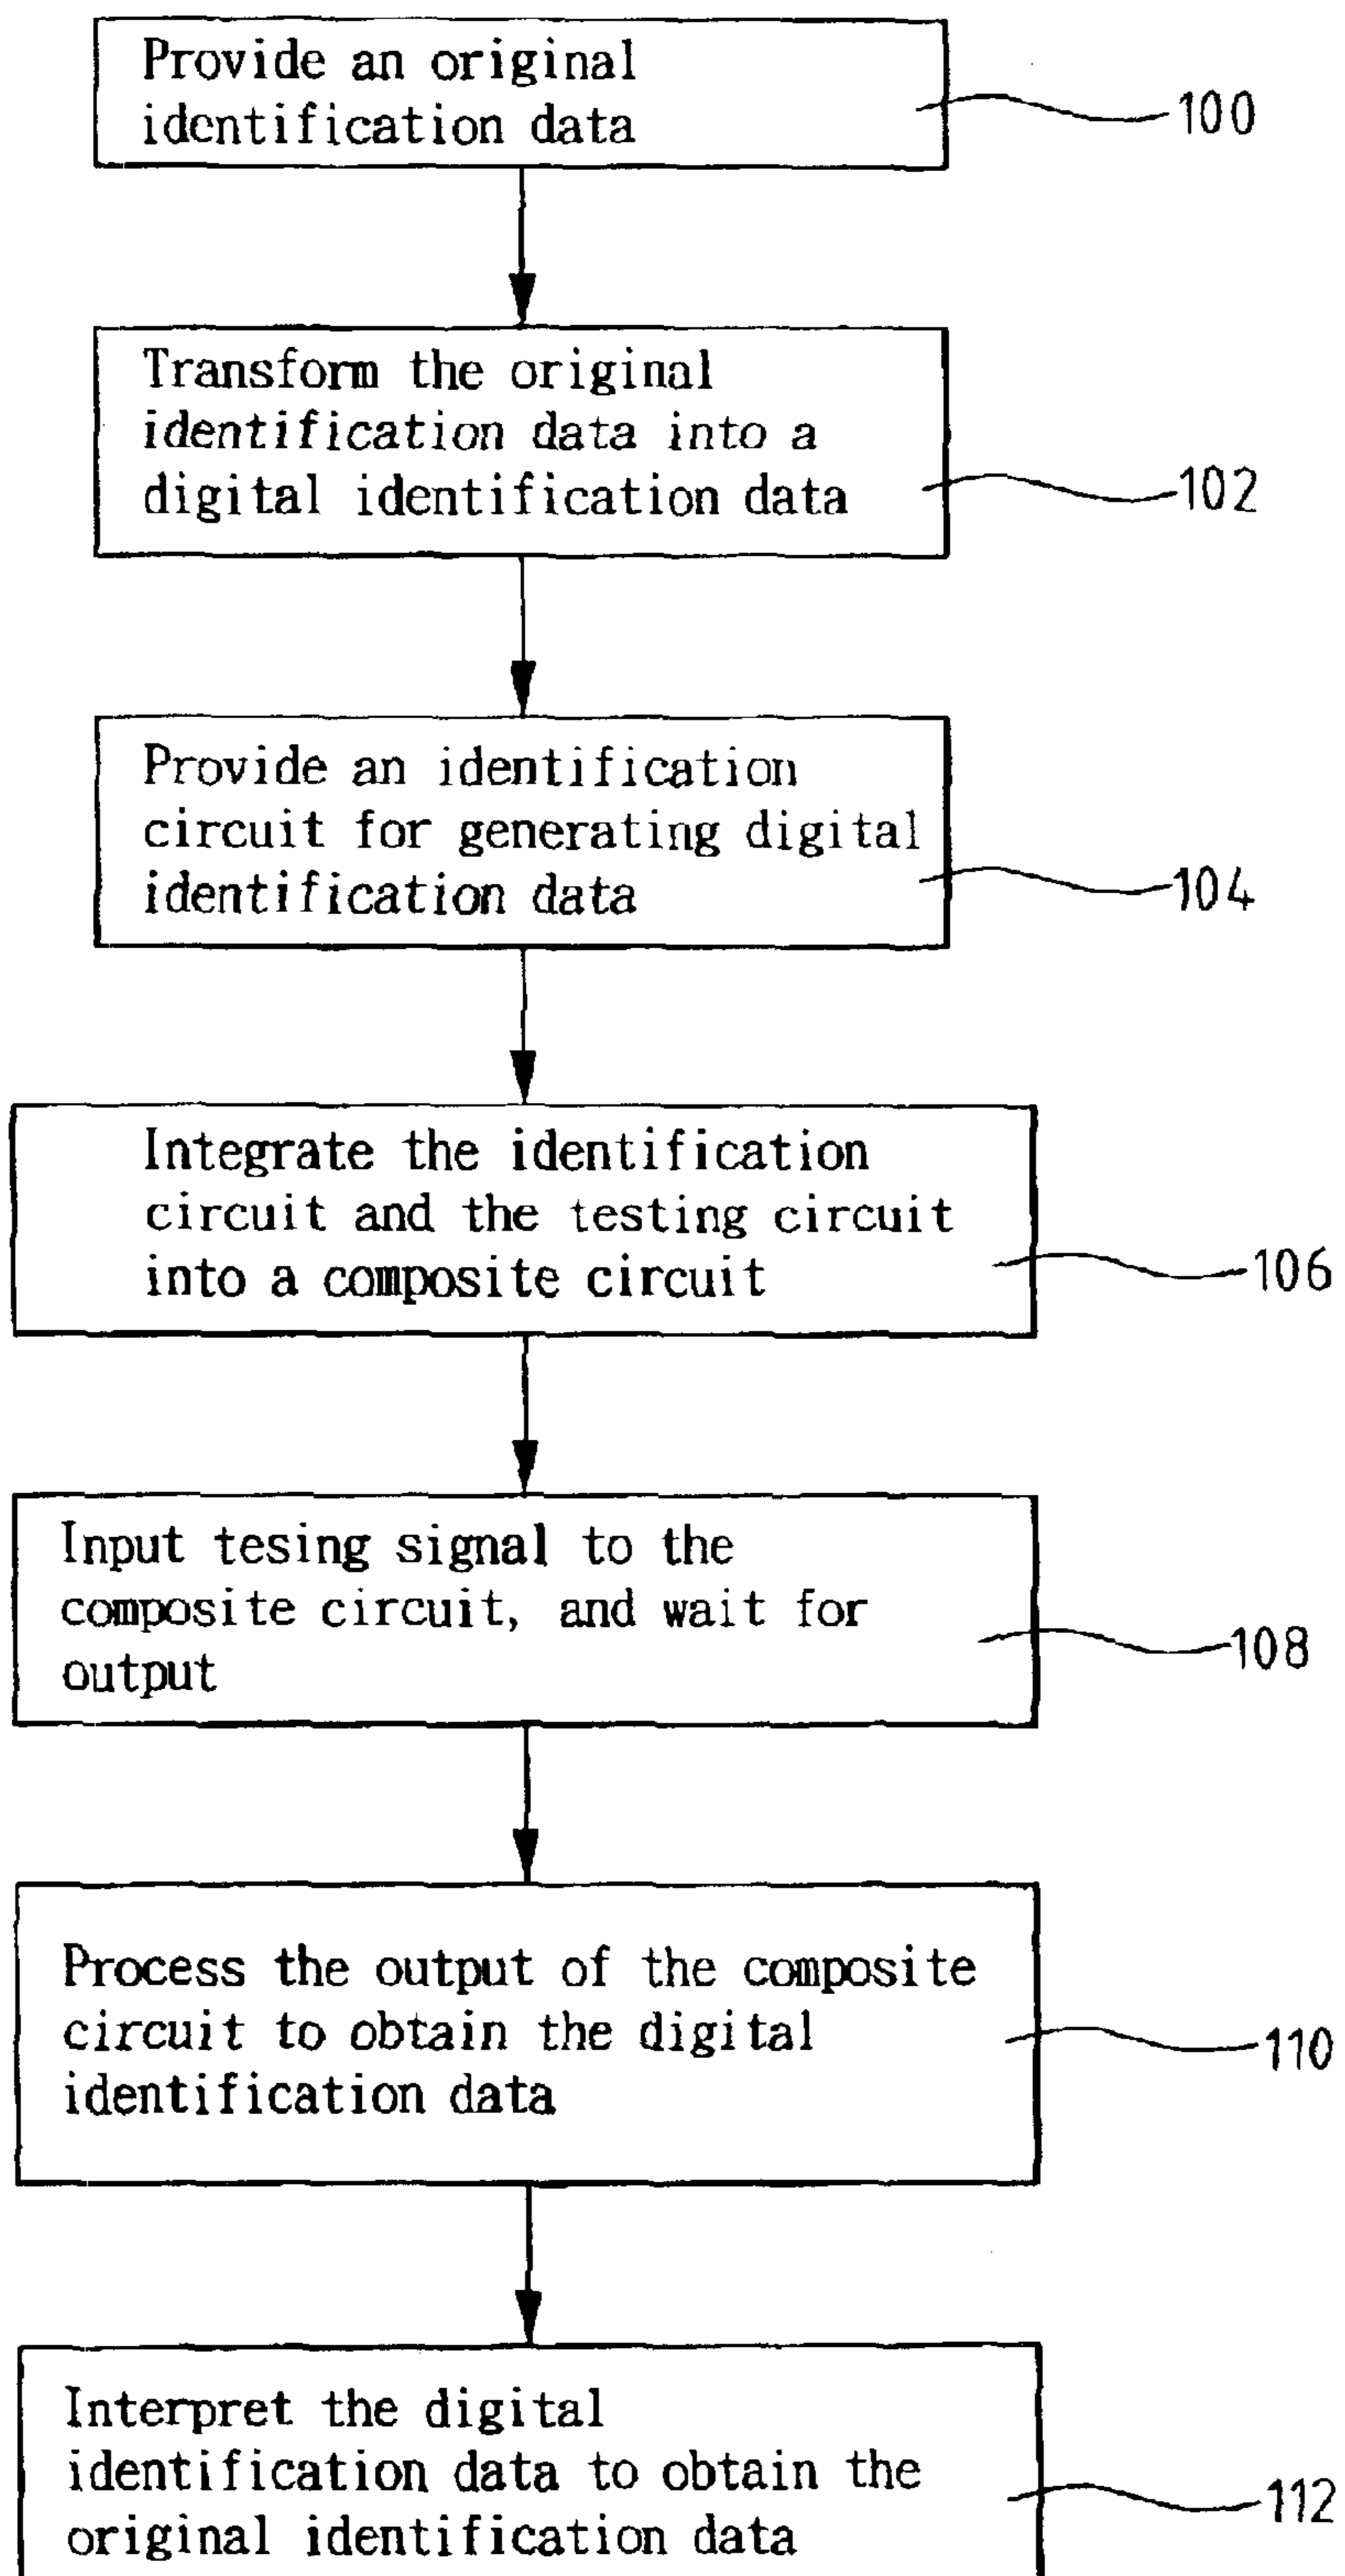 Provide an original
identification data
100
Transform the original
identification data into a
digital identification data
102
Provide an identification
circuit for generating digital
identification data
104
Integrate the identification
circuit and the testing circuit
into a composite circuit
106
Input tesing signal to the
composite circuit, and wait for
output
108
Process the output of the composite
circuit to obtain the digital
identification data
110
Interpret the digital
identification data to obtain the
original identification data
112